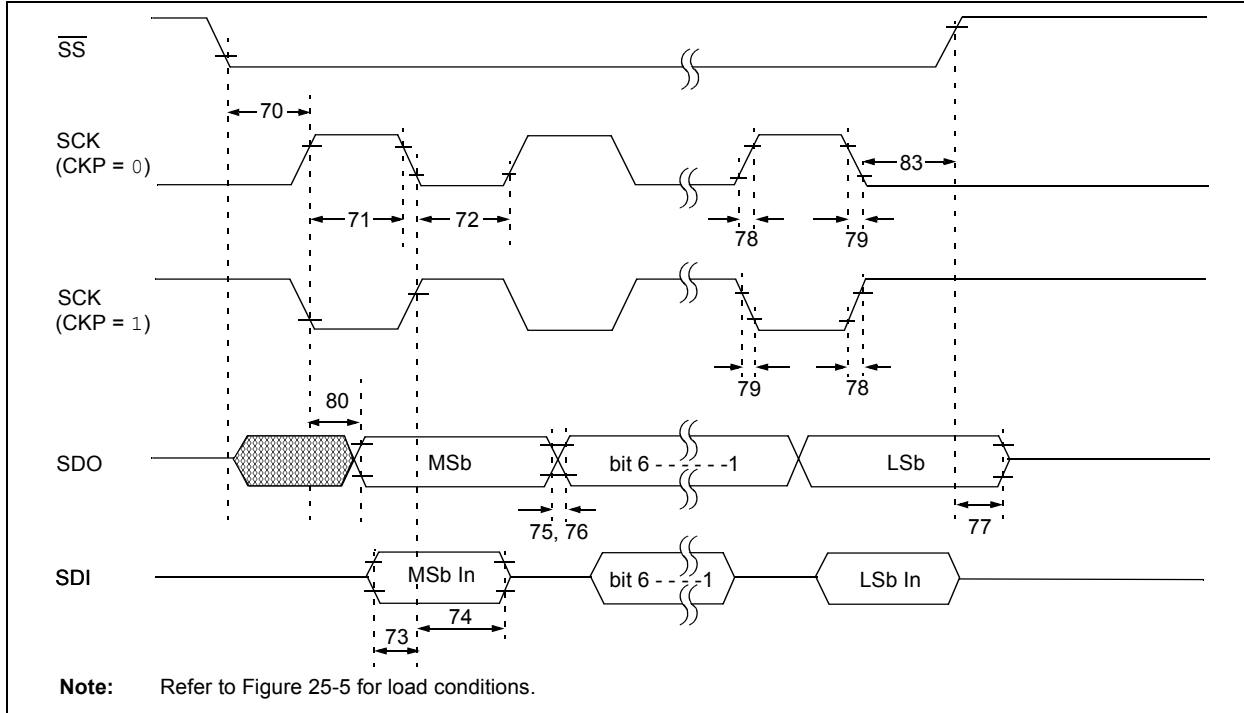 SS
70
SCK
(CKP = 0)
83
71
72
78
79
SCK
(CKP = 1)
79
78
80
SDO
MSb
bit 6 - - - - - -1
LSb
75, 76
77
SDI
MSb In
bit 6 - - - -1
LSb In
74
73
Note: Refer to Figure 25-5 for load conditions.